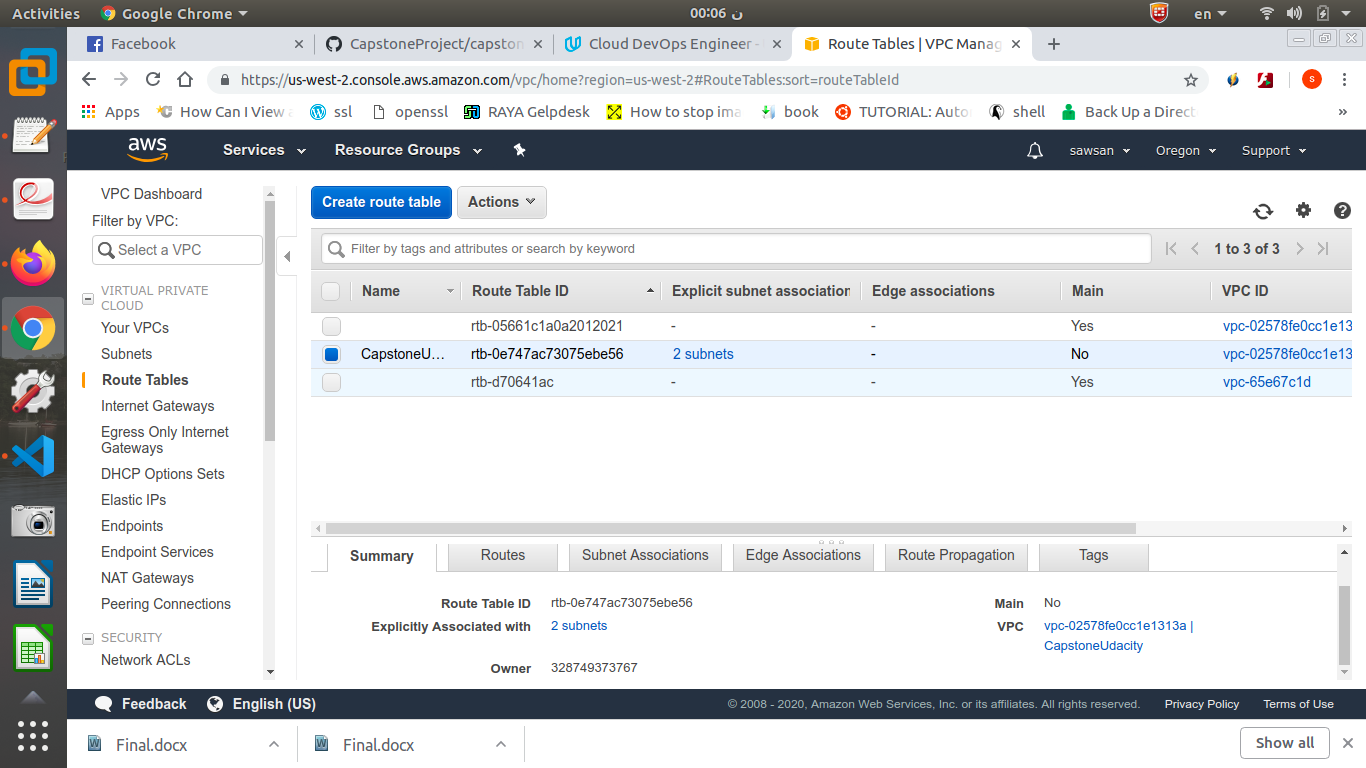 Activities Google Chrome 00:06 ن en
Facebook CapstoneProject/capston Cloud DevOps Engineer - Route Tables | VPC Manag
https://us-west-2.console.aws.amazon.com/vpc/home?region=us-west-2#RouteTables:sort=routeTableId S
Apps How Can I View a ssl openssl RAYA Gelpdesk How to stop ima book TUTORIAL: Auto shell Back Up a Direct »
aws Services Resource Groups sawsan Oregon Support
VPC Dashboard
Filter by VPC:
Select a VPC
VIRTUAL PRIVATE
CLOUD
Your VPCs
Subnets
Route Tables
Internet Gateways
Egress Only Internet
Gateways
DHCP Options Sets
Elastic IPs
Endpoints
Endpoint Services
NAT Gateways
Peering Connections
SECURITY
Network ACLs
Create route table Actions
Filter by tags and attributes or search by keyword 1 to 3 of 3
Name Route Table ID Explicit subnet association Edge associations Main VPC ID
rtb-05661c1a0a2012021 - - Yes vpc-02578fe0cc1e13
CapstoneU... rtb-0e747ac73075ebe56 2 subnets - No vpc-02578fe0cc1e13
rtb-d70641ac - - Yes vpc-65e67c1d
Summary Routes Subnet Associations Edge Associations Route Propagation Tags
Route Table ID rtb-0e747ac73075ebe56 Main No
Explicitly Associated with 2 subnets VPC vpc-02578fe0cc1e1313a |
CapstoneUdacity
Owner 328749373767
Feedback English (US) © 2008 - 2020, Amazon Web Services, Inc. or its affiliates. All rights reserved. Privacy Policy Terms of Use
Final.docx Final.docx Show all